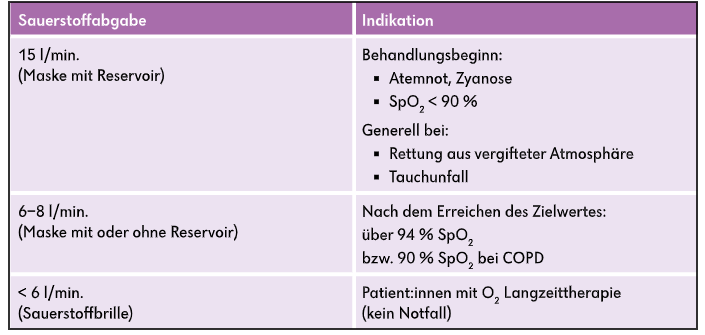 Sauerstoffabgabe
Indikation
15 l/min.
(Maske mit Reservoir)
Behandlungsbeginn:
▪ Atemnot, Zyanose
▪ SpO₂ < 90 %
Generell bei:
▪ Rettung aus vergifteter Atmosphäre
▪ Tauchunfall
6–8 l/min.
(Maske mit oder ohne Reservoir)
Nach dem Erreichen des Zielwertes:
über 94 % SpO₂
bzw. 90 % SpO₂ bei COPD
< 6 l/min.
(Sauerstoffbrille)
Patient:innen mit O₂ Langzeittherapie
(kein Notfall)